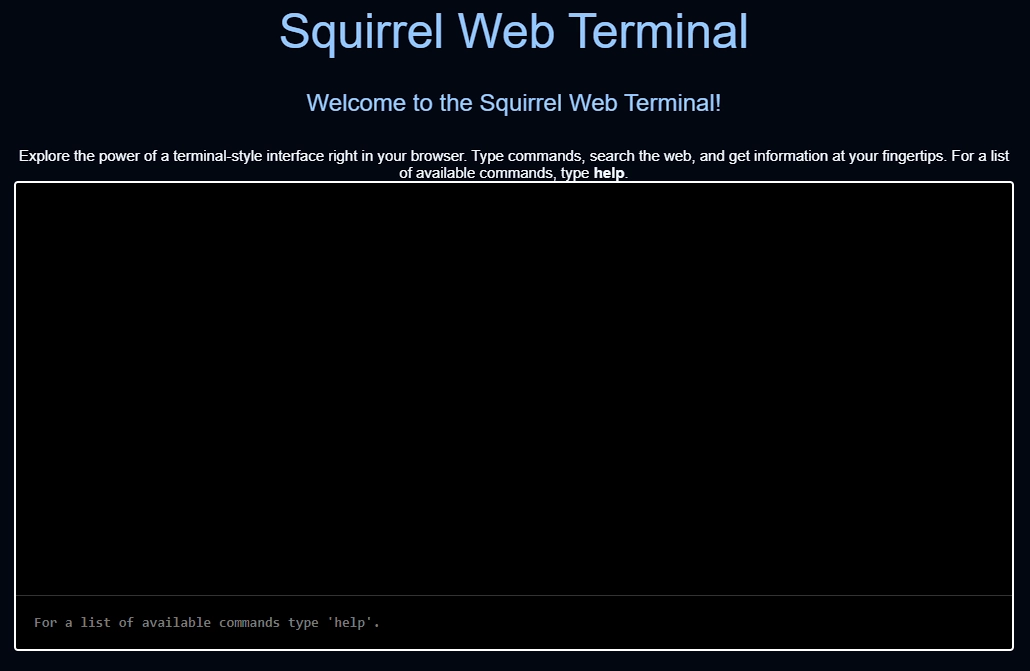 Squirrel Web Terminal
Welcome to the Squirrel Web Terminal!
Explore the power of a terminal-style interface right in your browser. Type commands, search the web, and get information at your fingertips. For a list
of available commands, type help.
For a list of available commands type 'help'.